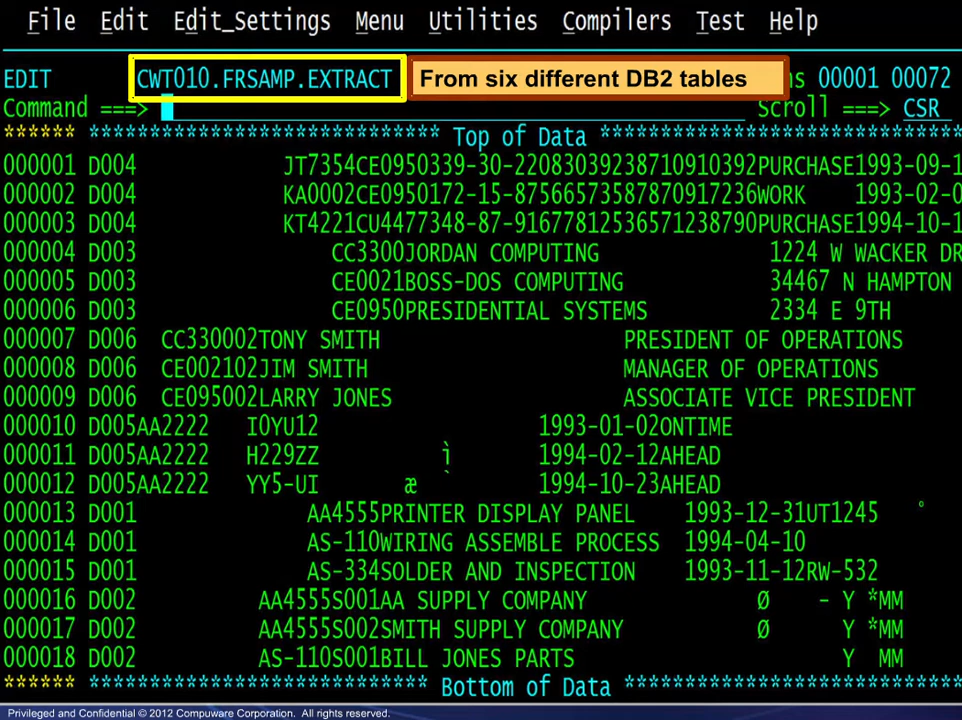 File Edit Edit_Settings Menu Utilities Compilers Test Help
EDIT CWT010.FRSAMP.EXTRACT From six different DB2 tables ns 00001 00072
Command ===> Scroll ===> CSR
****** ***************************** Top of Data ******************************
000001 D004 JT7354CE0950339-30-22083039238710910392PURCHASE1993-09-1
000002 D004 KA0002CE0950172-15-87566573587870917236WORK 1993-02-0
000003 D004 KT4221CU4477348-87-91677812536571238790PURCHASE1994-10-1
000004 D003 CC3300JORDAN COMPUTING 1224 W WACKER DR
000005 D003 CE0021BOSS-DOS COMPUTING 34467 N HAMPTON
000006 D003 CE0950PRESIDENTIAL SYSTEMS 2334 E 9TH
000007 D006 CC330002TONY SMITH PRESIDENT OF OPERATIONS
000008 D006 CE002102JIM SMITH MANAGER OF OPERATIONS
000009 D006 CE095002LARRY JONES ASSOCIATE VICE PRESIDENT
000010 D005AA2222 I0YU12 1993-01-02ONTIME
000011 D005AA2222 H229ZZ ì 1994-02-12AHEAD
000012 D005AA2222 YY5-UI æ ` 1994-10-23AHEAD
000013 D001 AA4555PRINTER DISPLAY PANEL 1993-12-31UT1245 °
000014 D001 AS-110WIRING ASSEMBLE PROCESS 1994-04-10
000015 D001 AS-334SOLDER AND INSPECTION 1993-11-12RW-532
000016 D002 AA4555S001AA SUPPLY COMPANY Ø - Y *MM
000017 D002 AA4555S002SMITH SUPPLY COMPANY Ø Y *MM
000018 D002 AS-110S001BILL JONES PARTS Y MM
****** **************************** Bottom of Data ****************************
Privileged and Confidential © 2012 Compuware Corporation. All rights reserved.